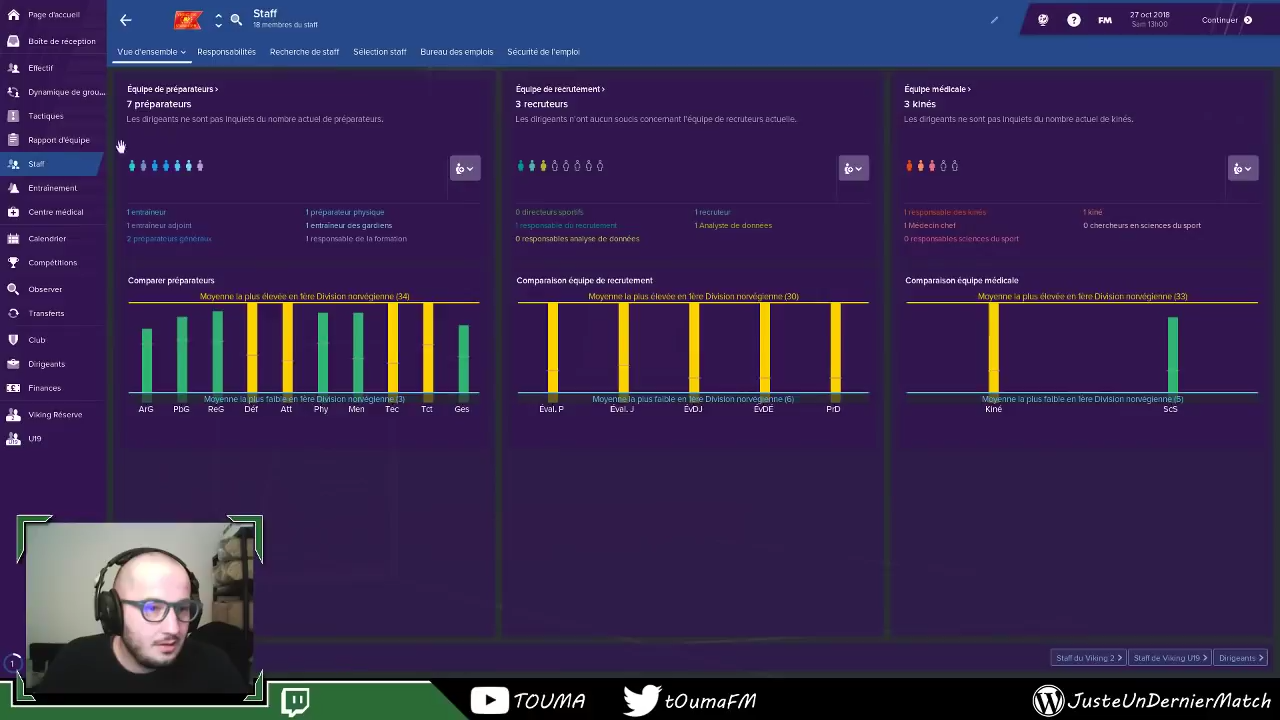 Page d'accueil
Boîte de réception
Effectif
Dynamique de grou...
Tactiques
Rapport d'équipe
Staff
Entraînement
Centre médical
Calendrier
Compétitions
Observer
Transferts
Club
Dirigeants
Finances
Viking Réserve
U19
1
Staff
18 membres du staff
FM
27 oct 2018
Sam 13h00
Continuer
Vue d'ensemble
Responsabilités
Recherche de staff
Sélection staff
Bureau des emplois
Sécurité de l'emploi
Équipe de préparateurs >
7 préparateurs
Les dirigeants ne sont pas inquiets du nombre actuel de préparateurs.
1 entraîneur
1 entraîneur adjoint
2 préparateurs généraux
1 préparateur physique
1 entraîneur des gardiens
1 responsable de la formation
Comparer préparateurs
Moyenne la plus élevée en 1ère Division norvégienne (34)
Moyenne la plus faible en 1ère Division norvégienne (3)
ArG PbG ReG Déf Att Phy Men Tec Tct Ges
Équipe de recrutement >
3 recruteurs
Les dirigeants n'ont aucun soucis concernant l'équipe de recruteurs actuelle.
0 directeurs sportifs
1 responsable du recrutement
0 responsables analyse de données
1 recruteur
1 Analyste de données
Comparaison équipe de recrutement
Moyenne la plus élevée en 1ère Division norvégienne (30)
Moyenne la plus faible en 1ère Division norvégienne (6)
Éval. P Éval. J ÉvDJ ÉvDÉ PrD
Équipe médicale >
3 kinés
Les dirigeants ne sont pas inquiets du nombre actuel de kinés.
1 responsable des kinés
1 Médecin chef
0 responsables sciences du sport
1 kiné
0 chercheurs en sciences du sport
Comparaison équipe médicale
Moyenne la plus élevée en 1ère Division norvégienne (33)
Moyenne la plus faible en 1ère Division norvégienne (5)
Kiné ScS
Staff du Viking 2 >
Staff de Viking U19 >
Dirigeants >
TOUMA
tOumaFM
JusteUnDernierMatch